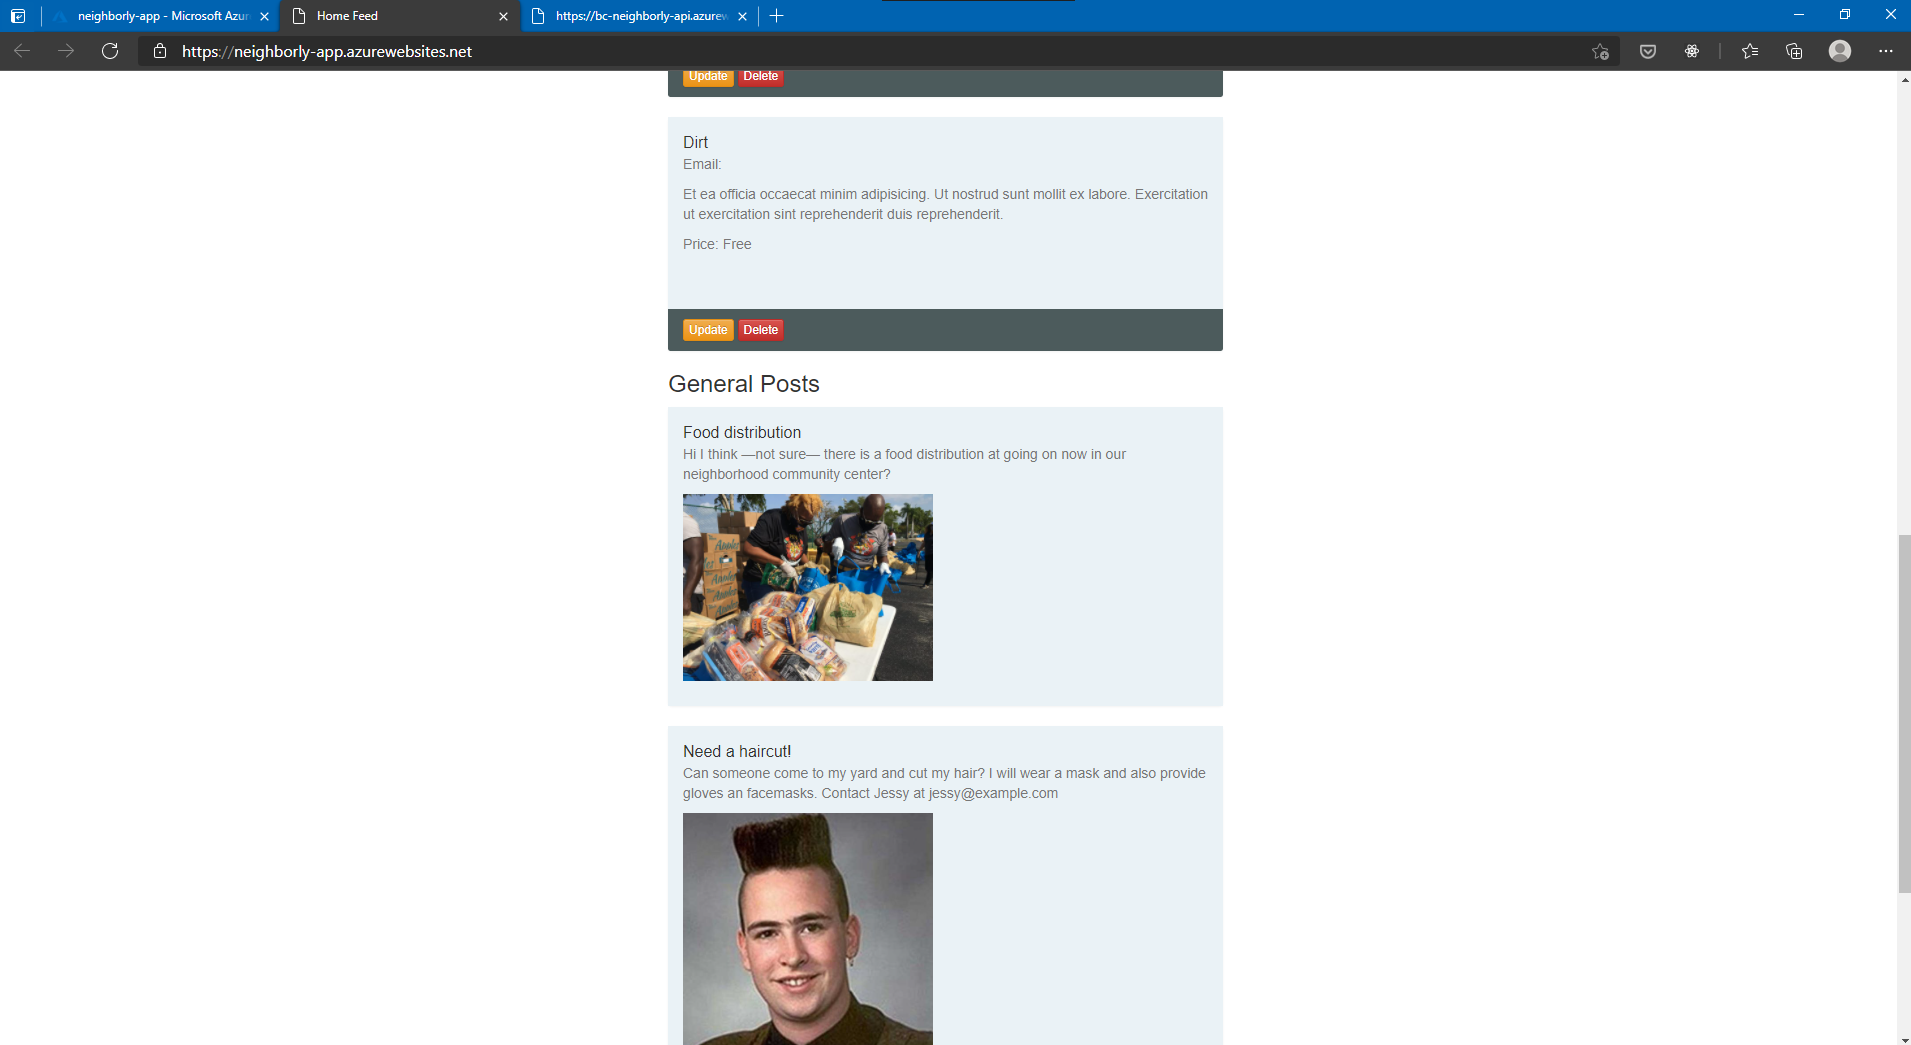 neighborly-app - Microsoft Azur
Home Feed
https://bc-neighborly-api.azurew
https://neighborly-app.azurewebsites.net
Update Delete
Dirt
Email:
Et ea officia occaecat minim adipisicing. Ut nostrud sunt mollit ex labore. Exercitation
ut exercitation sint reprehenderit duis reprehenderit.
Price: Free
Update Delete
General Posts
Food distribution
Hi I think —not sure— there is a food distribution at going on now in our
neighborhood community center?
Apples
Need a haircut!
Can someone come to my yard and cut my hair? I will wear a mask and also provide
gloves an facemasks. Contact Jessy at jessy@example.com